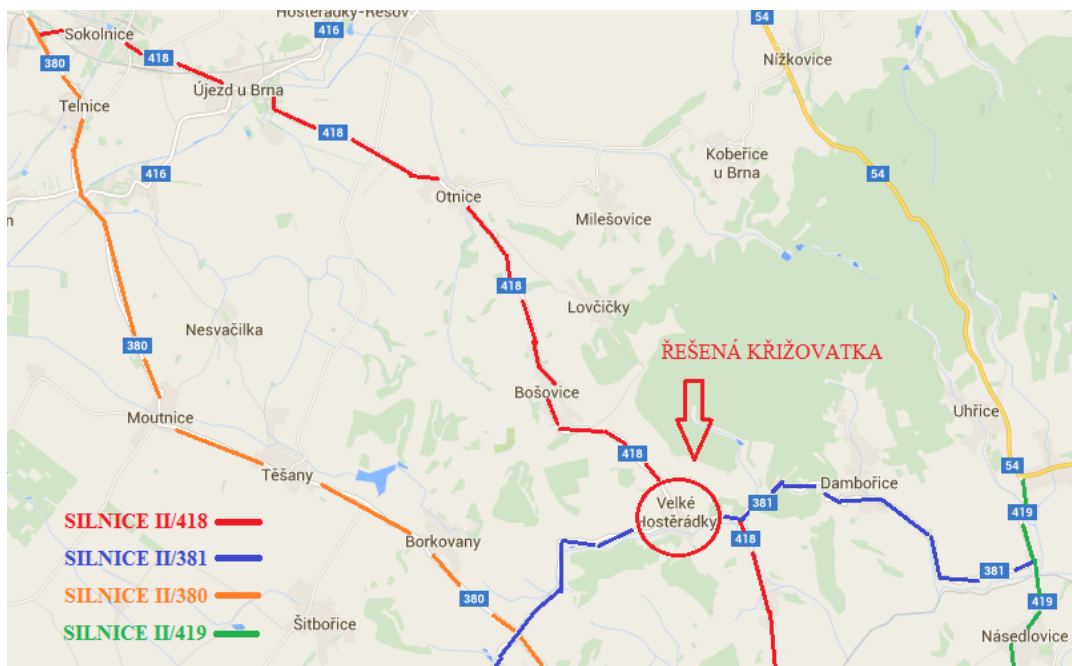 Hostěrádky-Rešov
54
Sokolnice
416
418
380
Nížkovice
Újezd u Brna
Telnice
418
Kobeřice
u Brna
416
54
Otnice
Milešovice
n
418
Lovčičky
Nesvačilka
380
ŘEŠENÁ KŘIŽOVATKA
Bošovice
Uhřice
Moutnice
418
54
Těšany
Dambořice
381
Velké
Hostěrádky
419
SILNICE II/418
418
Borkovany
SILNICE II/381
381
SILNICE II/380
380
419
Šitbořice
SILNICE II/419
Násedlovice